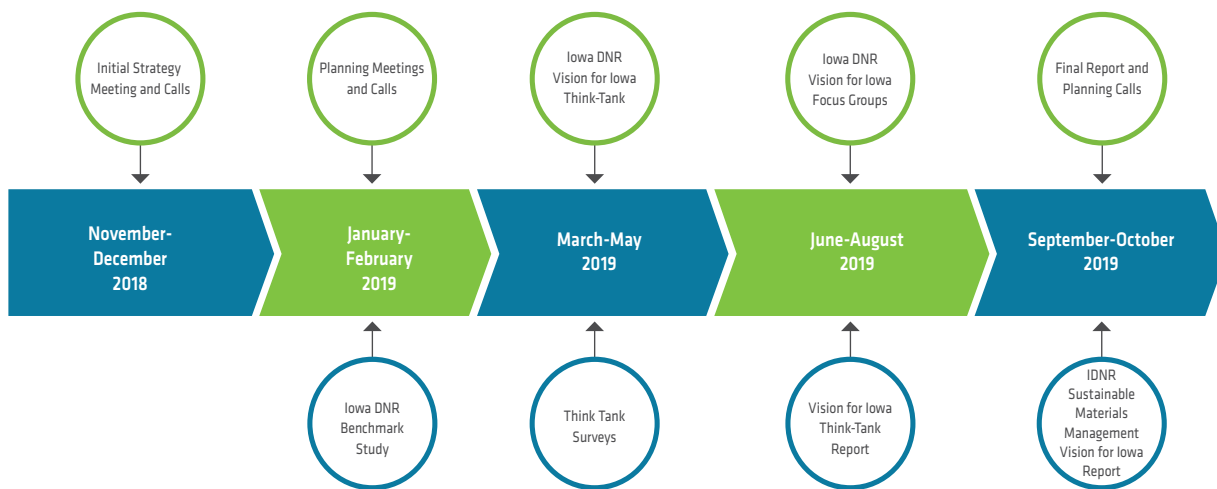 Initial Strategy
Meeting and Calls
Planning Meetings
and Calls
Iowa DNR
Vision for Iowa
Think-Tank
Iowa DNR
Vision for Iowa
Focus Groups
Final Report and
Planning Calls
November-
December
2018
January-
February
2019
March-May
2019
June-August
2019
September-October
2019
Iowa DNR
Benchmark
Study
Think Tank
Surveys
Vision for Iowa
Think-Tank
Report
IDNR
Sustainable
Materials
Management
Vision for Iowa
Report